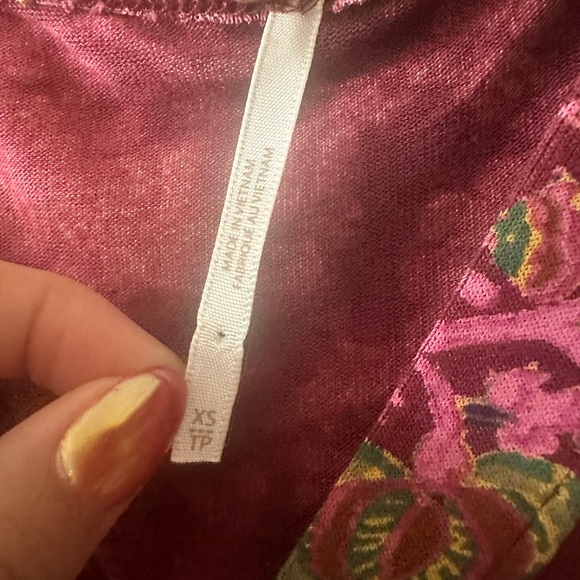 MADE IN VIETNAM
FABRIQUÉ AU VIETNAM
XS
TP